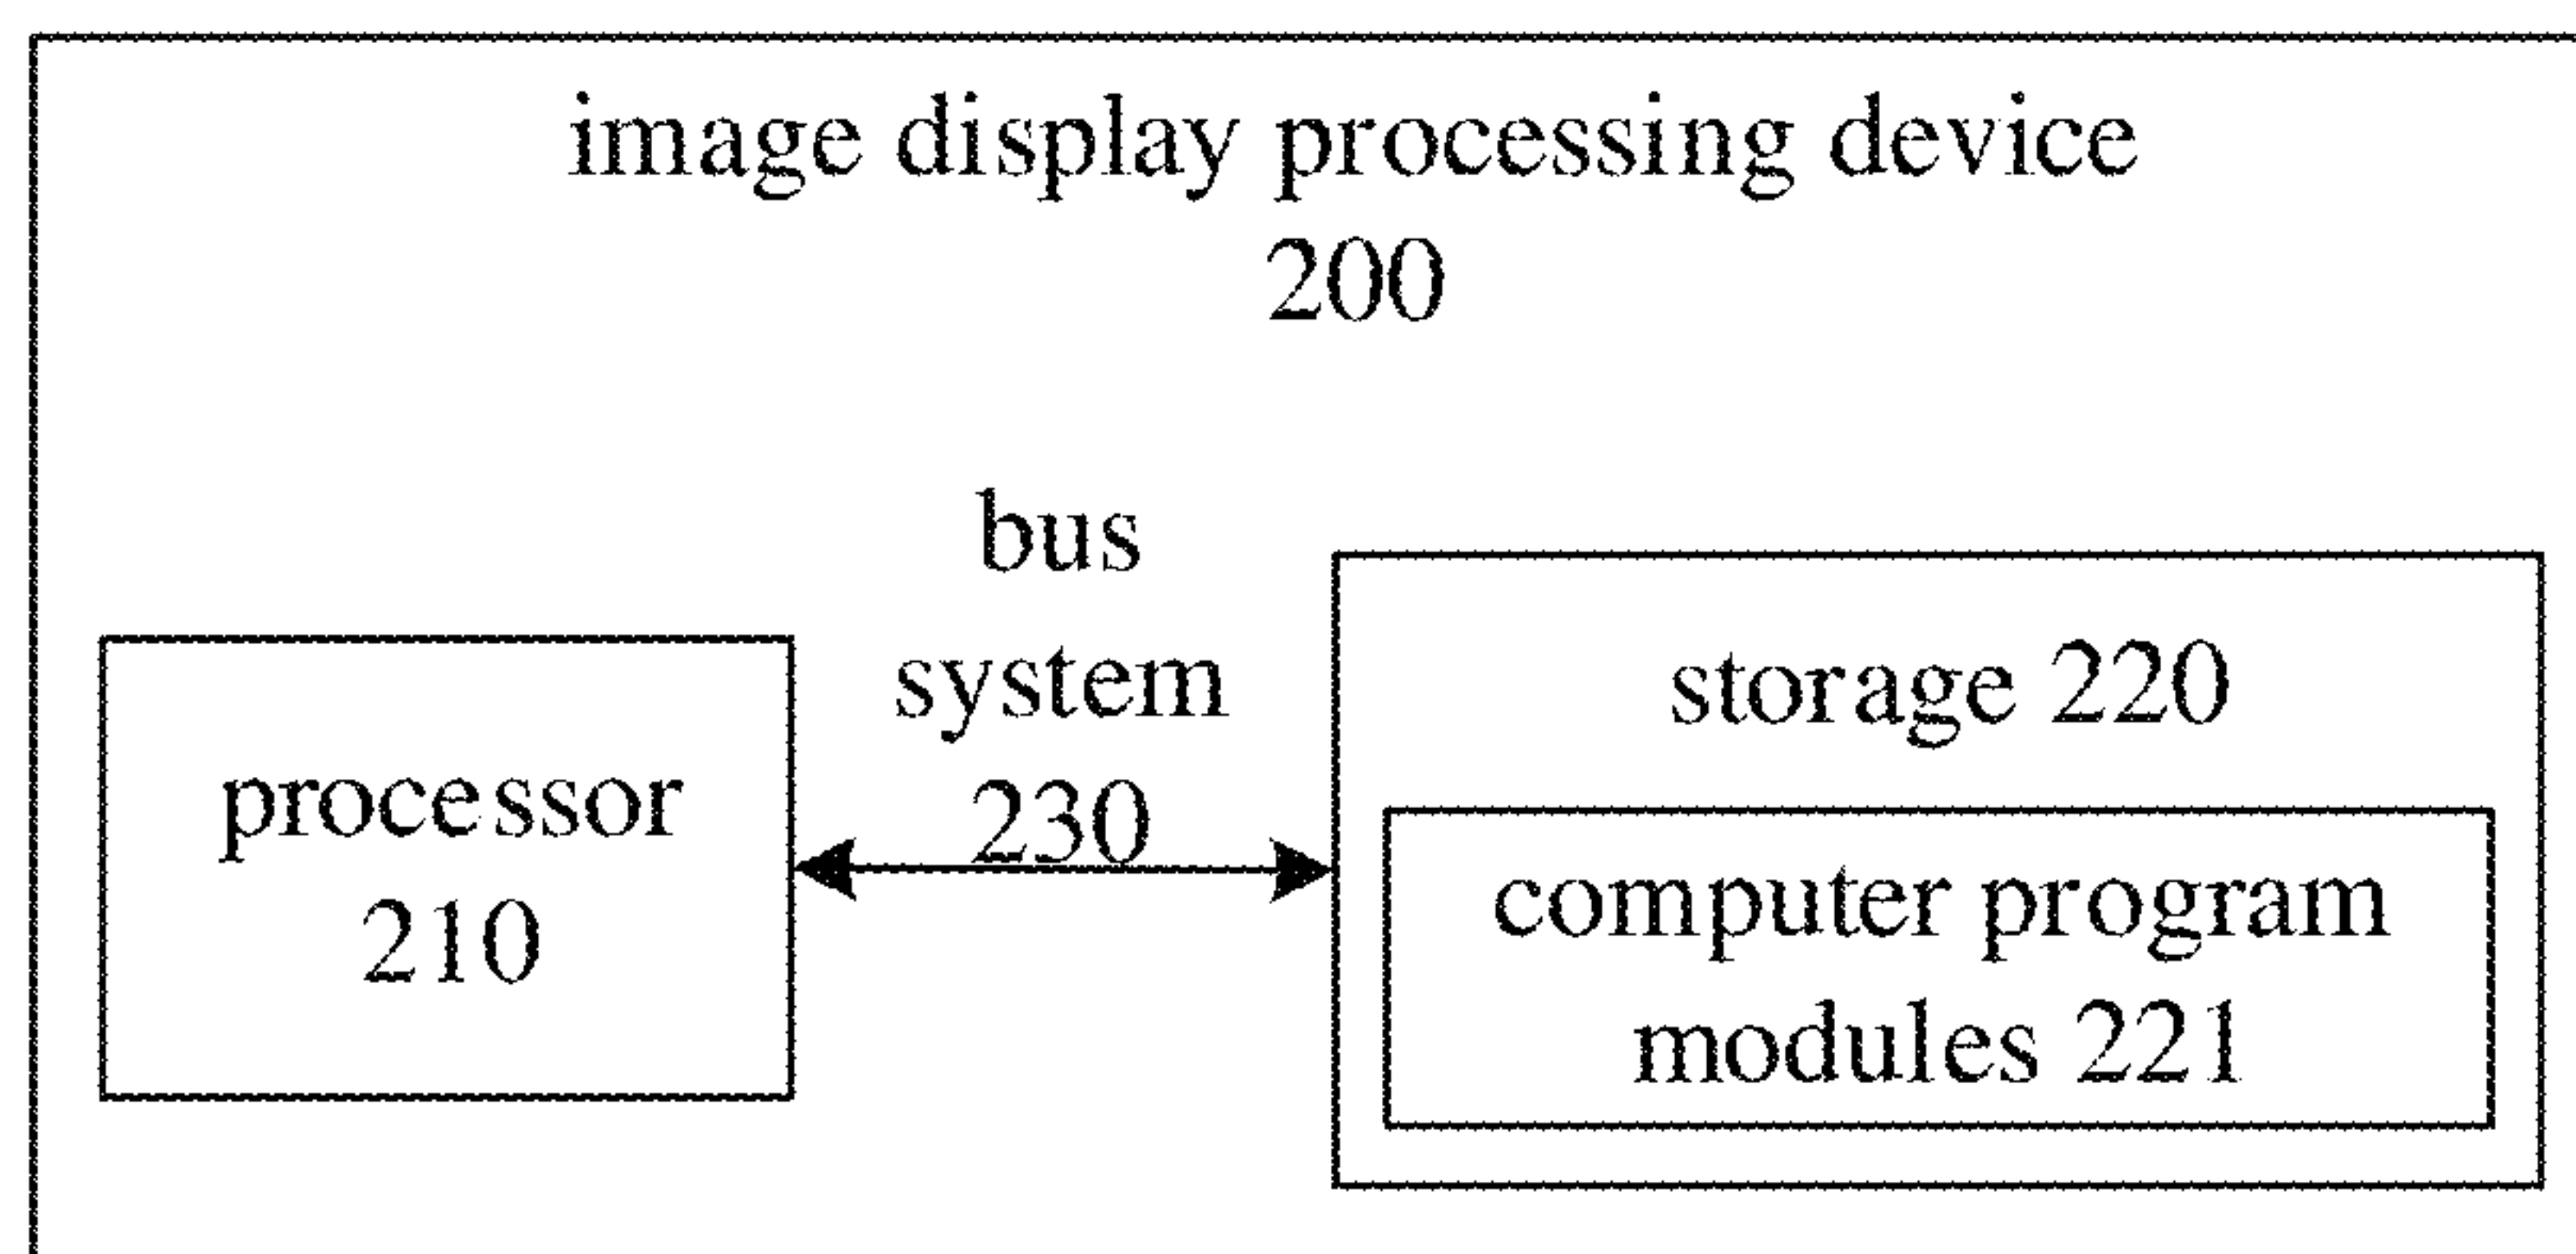 image display processing device
200
bus
system
230
processor
210
storage 220
computer program
modules 221